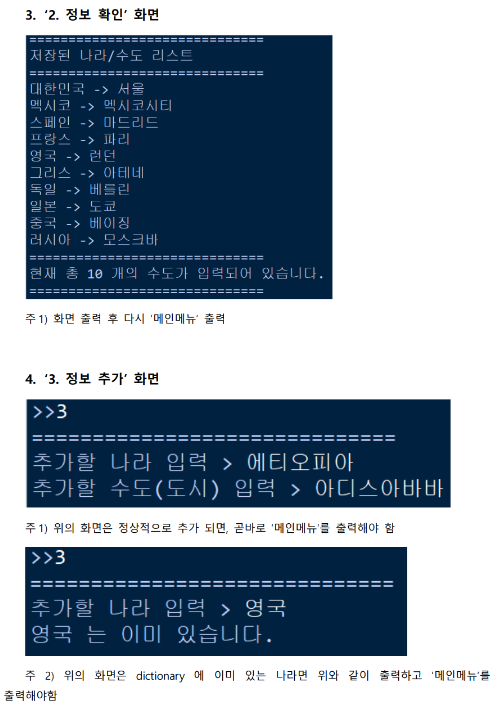 3. ‘2. 정보 확인’ 화면
==============================
저장된 나라/수도 리스트
==============================
대한민국 -> 서울
멕시코 -> 멕시코시티
스페인 -> 마드리드
프랑스 -> 파리
영국 -> 런던
그리스 -> 아테네
독일 -> 베를린
일본 -> 도쿄
중국 -> 베이징
러시아 -> 모스크바
==============================
현재 총 10 개의 수도가 입력되어 있습니다.
==============================
주 1) 화면 출력 후 다시 ‘메인메뉴’ 출력
4. ‘3. 정보 추가’ 화면
>>3
==============================
추가할 나라 입력 > 에티오피아
추가할 수도(도시) 입력 > 아디스아바바
주 1) 위의 화면은 정상적으로 추가 되면, 곧바로 ‘메인메뉴’를 출력해야 함
>>3
==============================
추가할 나라 입력 > 영국
영국 는 이미 있습니다.
주 2) 위의 화면은 dictionary 에 이미 있는 나라면 위와 같이 출력하고 ‘메인메뉴’를
출력해야함